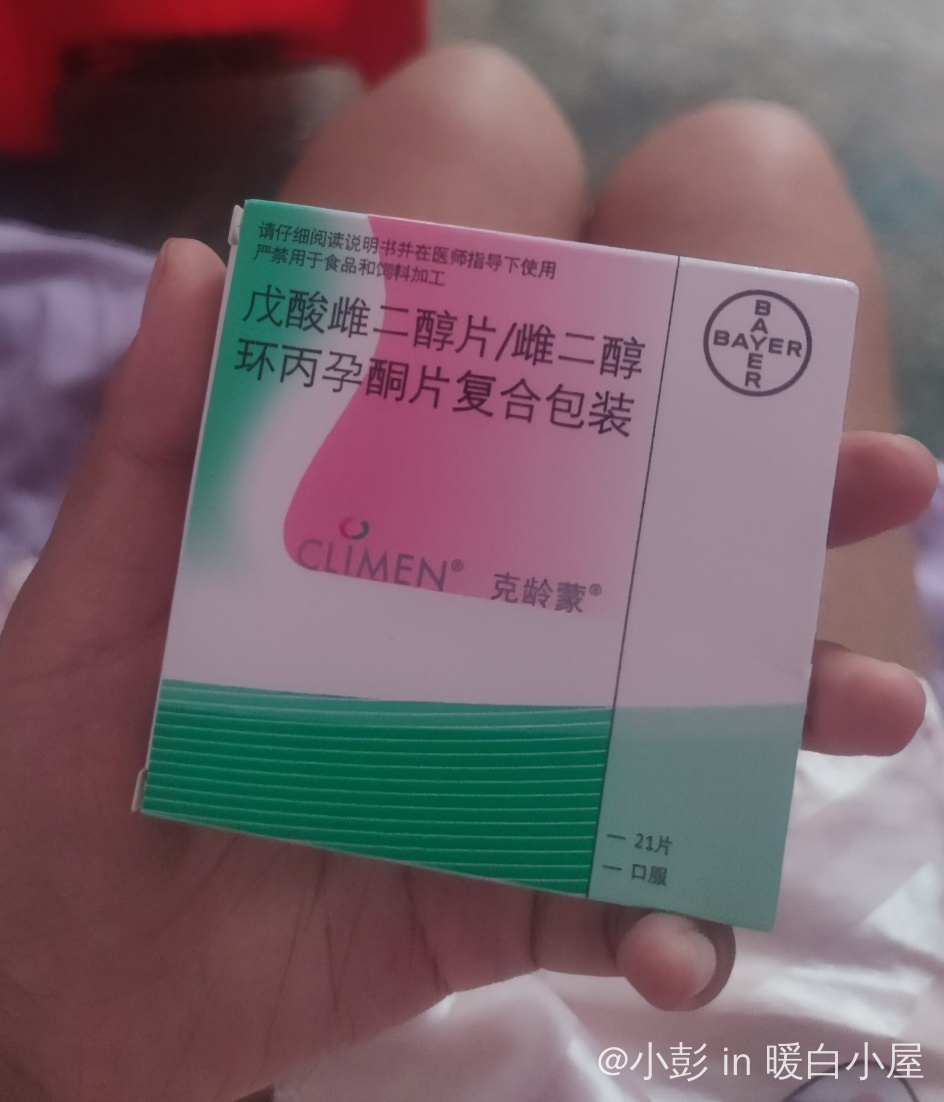 请仔细阅读说明书并在医师指导下使用
严禁用于食品和饲料加工
戊酸雌二醇片/雌二醇
环丙孕酮片复合包装
BAYER
BAYER
CLIMEN® 克龄蒙®
— 21片
— 口服
@小彭 in 暖白小屋